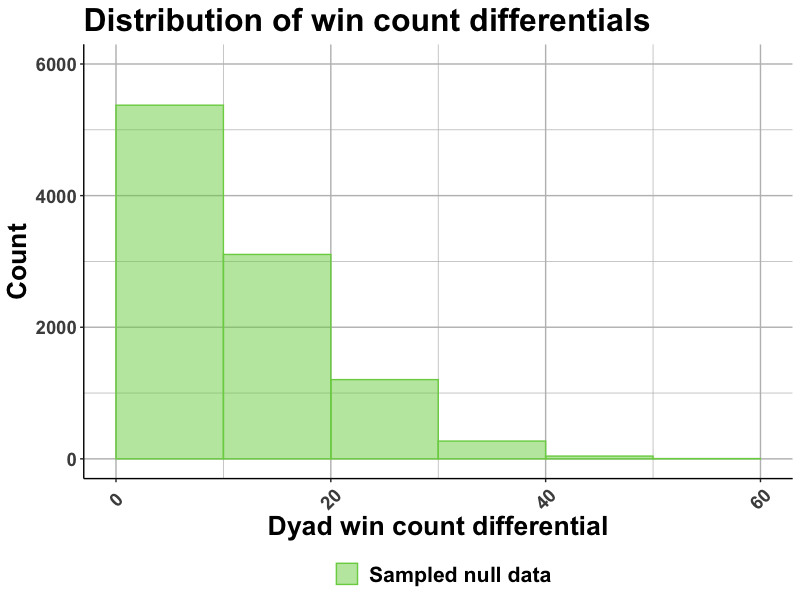 Distribution of win count differentials
6000
4000
2000
0
Count
0
20
40
60
Dyad win count differential
Sampled null data